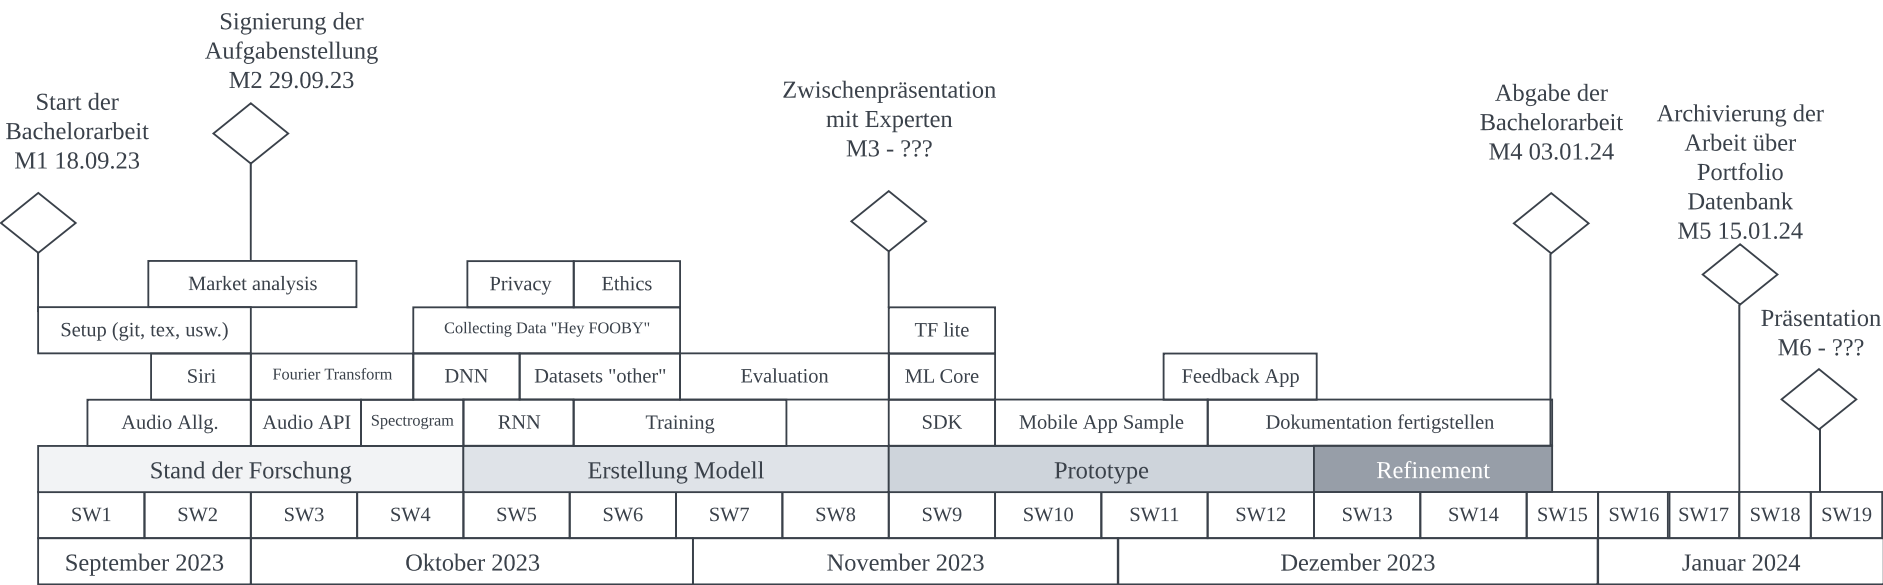 Signierung der
Aufgabenstellung
M2 29.09.23
Start der
Bachelorarbeit
M1 18.09.23
Zwischenpräsentation
mit Experten
M3 - ???
Abgabe der
Bachelorarbeit
M4 03.01.24
Archivierung der
Arbeit über
Portfolio
Datenbank
M5 15.01.24
Präsentation
M6 - ???
Market analysis
Privacy
Ethics
Setup (git, tex, usw.)
Collecting Data "Hey FOOBY"
TF lite
Siri
Fourier Transform
DNN
Datasets "other"
Evaluation
ML Core
Feedback App
Audio Allg.
Audio API
Spectrogram
RNN
Training
SDK
Mobile App Sample
Dokumentation fertigstellen
Stand der Forschung
Erstellung Modell
Prototype
Refinement
SW1
SW2
SW3
SW4
SW5
SW6
SW7
SW8
SW9
SW10
SW11
SW12
SW13
SW14
SW15
SW16
SW17
SW18
SW19
September 2023
Oktober 2023
November 2023
Dezember 2023
Januar 2024